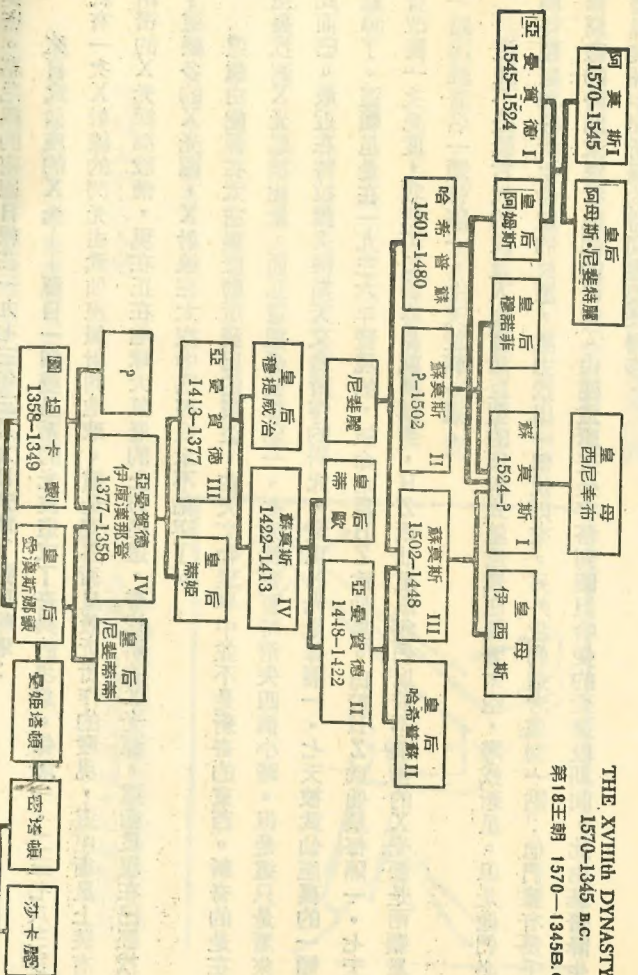 THE XVIIIth DYNASTY
1570–1345 B.C.
第18王朝 1570—1345B.C
阿莫斯I
1570–1545
皇后
阿母斯·尼斐特麗
亞曼賀德 I
1545–1524
皇后
阿姆斯
皇后
穆諾菲
蘇莫斯 I
1524–?
皇母
西尼幸布
哈希普蘇
1501–1480
蘇莫斯 II
?–1502
蘇莫斯 III
1502–1448
皇母
伊西斯
尼斐麗
皇后
蒂歐
亞曼賀德 II
1448–1422
皇后
哈希普蘇 II
皇后
穆提威治
蘇莫斯 IV
1422–1413
亞曼賀德 III
1413–1377
皇后
蒂姬
?
亞曼賀德 IV
伊庫漢那登
1377–1358
皇后
尼斐蒂蒂
圖坦卡
1358–1349
皇后
愛漢斯娜
曼姬塔頓
密塔頓
莎卡麗